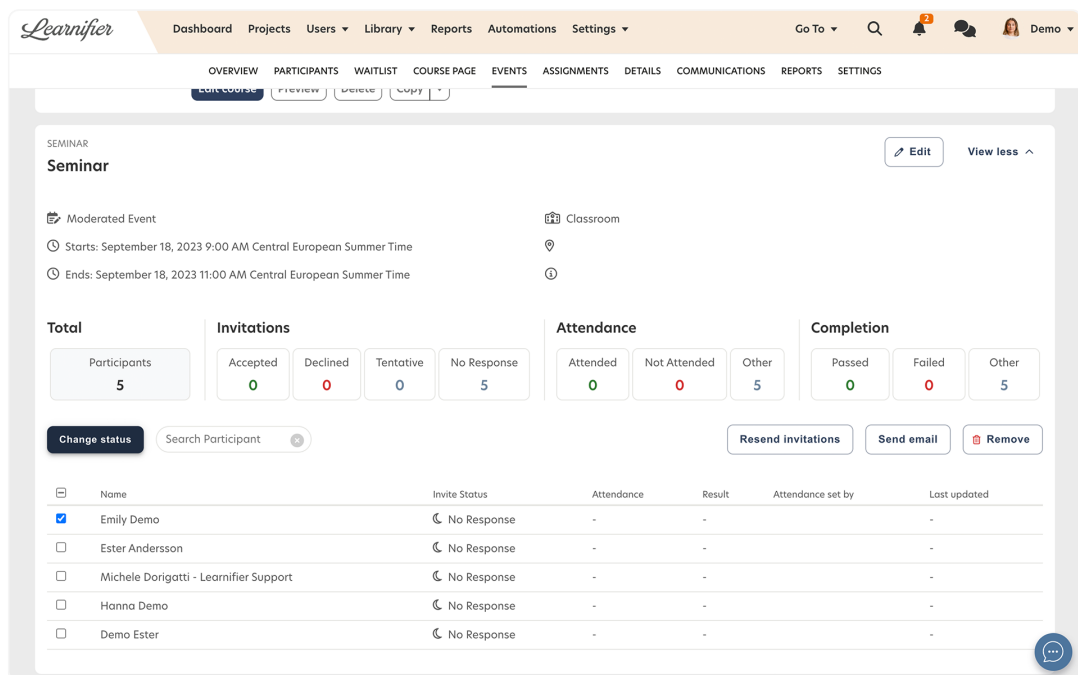 Learnifier
Dashboard Projects Users Library Reports Automations Settings Go To 2 Demo
OVERVIEW PARTICIPANTS WAITLIST COURSE PAGE EVENTS ASSIGNMENTS DETAILS COMMUNICATIONS REPORTS SETTINGS
Edit course Preview Delete Copy
SEMINAR
Seminar
Edit View less
Moderated Event Classroom
Starts: September 18, 2023 9:00 AM Central European Summer Time
Ends: September 18, 2023 11:00 AM Central European Summer Time
Total Invitations Attendance Completion
Participants Accepted Declined Tentative No Response Attended Not Attended Other Passed Failed Other
5 0 0 0 5 0 0 5 0 0 5
Change status Search Participant Resend invitations Send email Remove
Name Invite Status Attendance Result Attendance set by Last updated
Emily Demo No Response - - -
Ester Andersson No Response - - -
Michele Dorigatti - Learnifier Support No Response - - -
Hanna Demo No Response - - -
Demo Ester No Response - - -